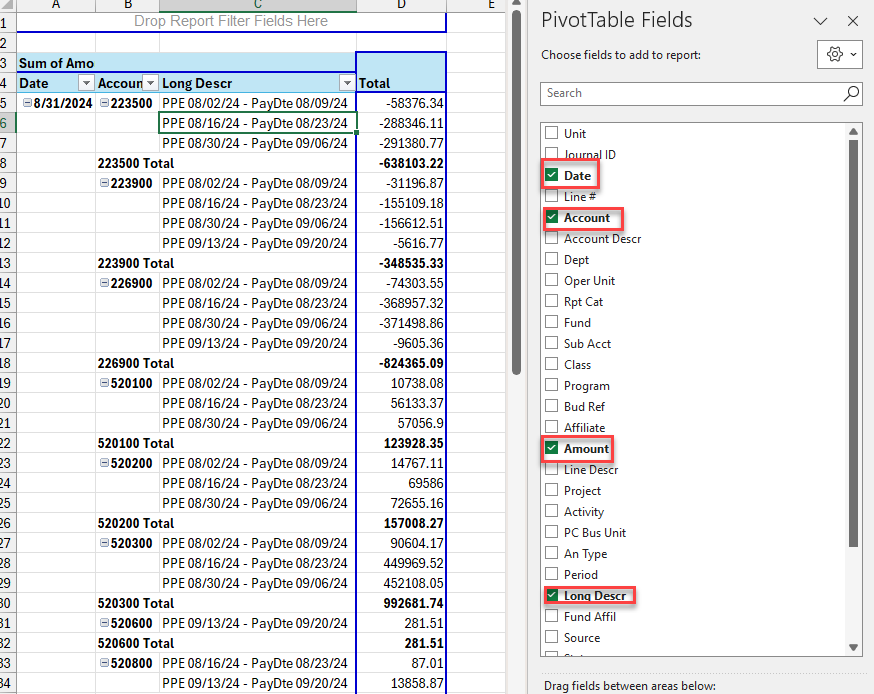 A B C D E
1 Drop Report Filter Fields Here
2
3 Sum of Amo
4 Date Accoun Long Descr Total
5 8/31/2024 223500 PPE 08/02/24 - PayDte 08/09/24 -58376.34
6 PPE 08/16/24 - PayDte 08/23/24 -288346.11
7 PPE 08/30/24 - PayDte 09/06/24 -291380.77
8 223500 Total -638103.22
9 223900 PPE 08/02/24 - PayDte 08/09/24 -31196.87
10 PPE 08/16/24 - PayDte 08/23/24 -155109.18
11 PPE 08/30/24 - PayDte 09/06/24 -156612.51
12 PPE 09/13/24 - PayDte 09/20/24 -5616.77
13 223900 Total -348535.33
14 226900 PPE 08/02/24 - PayDte 08/09/24 -74303.55
15 PPE 08/16/24 - PayDte 08/23/24 -368957.32
16 PPE 08/30/24 - PayDte 09/06/24 -371498.86
17 PPE 09/13/24 - PayDte 09/20/24 -9605.36
18 226900 Total -824365.09
19 520100 PPE 08/02/24 - PayDte 08/09/24 10738.08
20 PPE 08/16/24 - PayDte 08/23/24 56133.37
21 PPE 08/30/24 - PayDte 09/06/24 57056.9
22 520100 Total 123928.35
23 520200 PPE 08/02/24 - PayDte 08/09/24 14767.11
24 PPE 08/16/24 - PayDte 08/23/24 69586
25 PPE 08/30/24 - PayDte 09/06/24 72655.16
26 520200 Total 157008.27
27 520300 PPE 08/02/24 - PayDte 08/09/24 90604.17
28 PPE 08/16/24 - PayDte 08/23/24 449969.52
29 PPE 08/30/24 - PayDte 09/06/24 452108.05
30 520300 Total 992681.74
31 520600 PPE 09/13/24 - PayDte 09/20/24 281.51
32 520600 Total 281.51
33 520800 PPE 08/16/24 - PayDte 08/23/24 87.01
34 PPE 09/13/24 - PayDte 09/20/24 13858.87
PivotTable Fields
Choose fields to add to report:
Search
Unit
Journal ID
Date
Line #
Account
Account Descr
Dept
Oper Unit
Rpt Cat
Fund
Sub Acct
Class
Program
Bud Ref
Affiliate
Amount
Line Descr
Project
Activity
PC Bus Unit
An Type
Period
Long Descr
Fund Affil
Source
Drag fields between areas below: